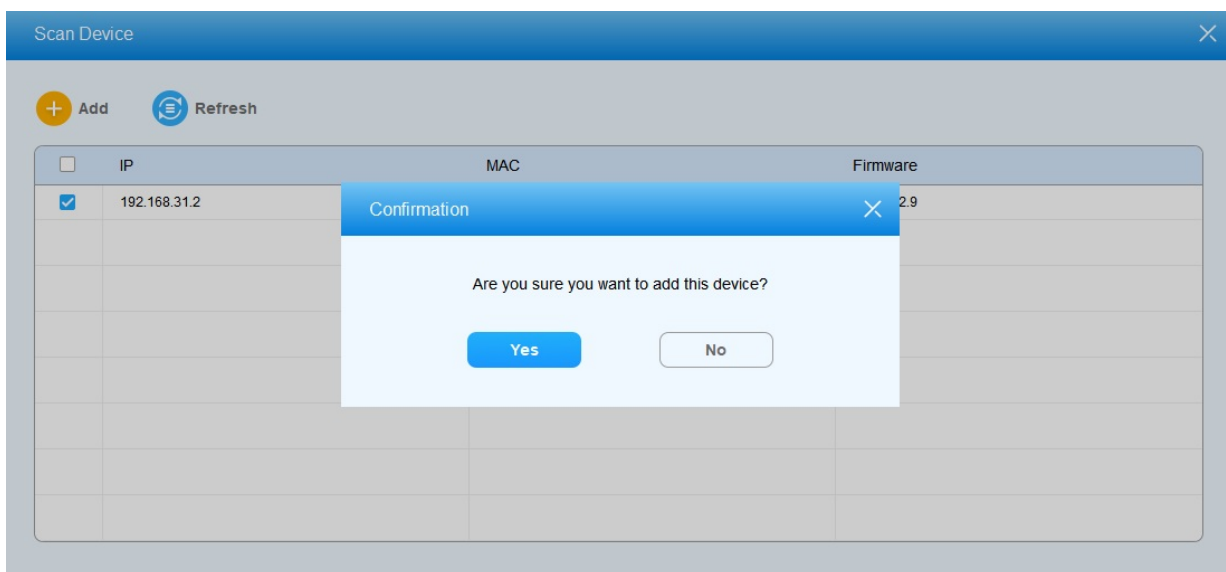 Scan Device
Add Refresh
IP MAC Firmware
192.168.31.2 2.9
Confirmation
Are you sure you want to add this device?
Yes No